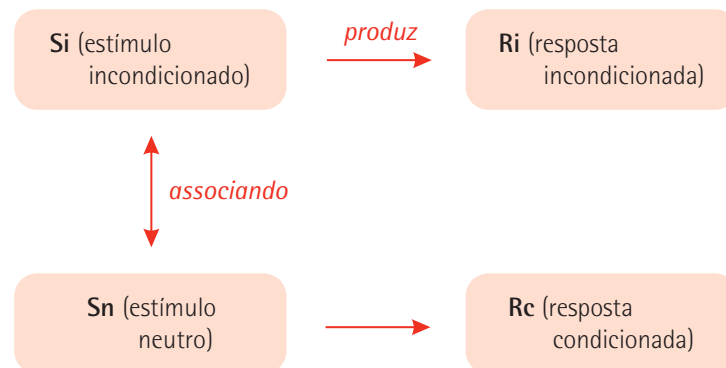 Si (estímulo
incondicionado)
produz
Ri (resposta
incondicionada)
associando
Sn (estímulo
neutro)
Rc (resposta
condicionada)